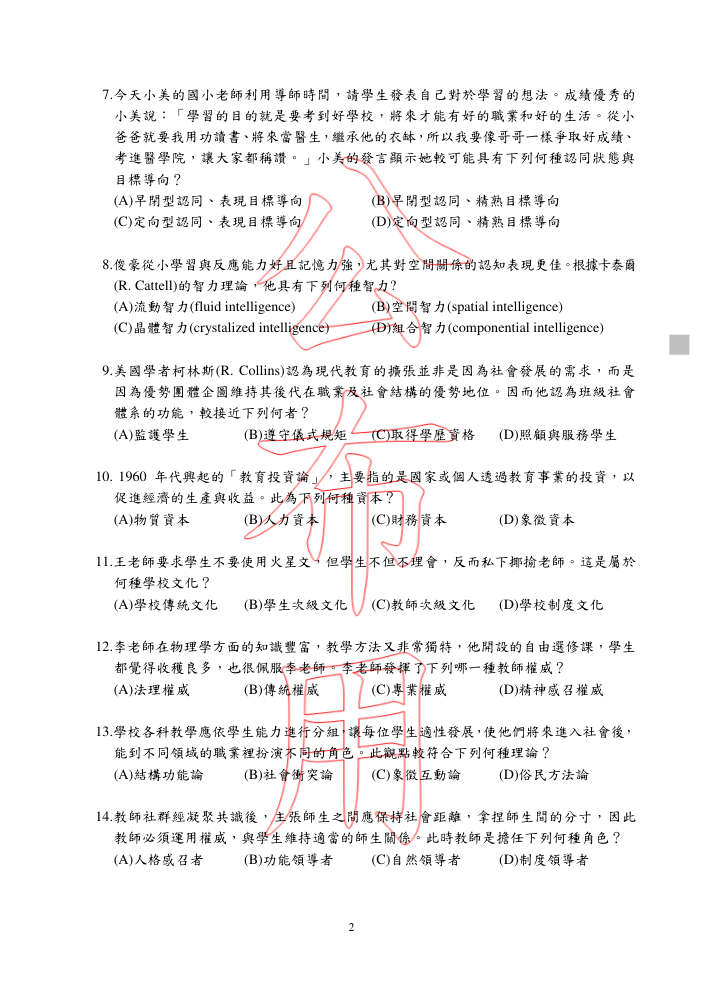 7.今天小美的國小老師利用導師時間，請學生發表自己對於學習的想法。成績優秀的
小美說：「學習的目的就是要考到好學校，將來才能有好的職業和好的生活。從小
爸爸就要我用功讀書、將來當醫生，繼承他的衣缽，所以我要像哥哥一樣爭取好成績、
考進醫學院，讓大家都稱讚。」小美的發言顯示她較可能具有下列何種認同狀態與
目標導向？
(A)早閉型認同、表現目標導向 (B)早閉型認同、精熟目標導向
(C)定向型認同、表現目標導向 (D)定向型認同、精熟目標導向
8.俊豪從小學習與反應能力好且記憶力強，尤其對空間關係的認知表現更佳。根據卡泰爾
(R. Cattell)的智力理論，他具有下列何種智力?
(A)流動智力(fluid intelligence) (B)空間智力(spatial intelligence)
(C)晶體智力(crystalized intelligence) (D)組合智力(componential intelligence)
9.美國學者柯林斯(R. Collins)認為現代教育的擴張並非是因為社會發展的需求，而是
因為優勢團體企圖維持其後代在職業及社會結構的優勢地位。因而他認為班級社會
體系的功能，較接近下列何者？
(A)監護學生 (B)遵守儀式規矩 (C)取得學歷資格 (D)照顧與服務學生
10. 1960 年代興起的「教育投資論」，主要指的是國家或個人透過教育事業的投資，以
促進經濟的生產與收益。此為下列何種資本？
(A)物質資本 (B)人力資本 (C)財務資本 (D)象徵資本
11.王老師要求學生不要使用火星文，但學生不但不理會，反而私下揶揄老師。這是屬於
何種學校文化？
(A)學校傳統文化 (B)學生次級文化 (C)教師次級文化 (D)學校制度文化
12.李老師在物理學方面的知識豐富，教學方法又非常獨特，他開設的自由選修課，學生
都覺得收穫良多，也很佩服李老師。李老師發揮了下列哪一種教師權威？
(A)法理權威 (B)傳統權威 (C)專業權威 (D)精神感召權威
13.學校各科教學應依學生能力進行分組，讓每位學生適性發展，使他們將來進入社會後，
能到不同領域的職業裡扮演不同的角色。此觀點較符合下列何種理論？
(A)結構功能論 (B)社會衝突論 (C)象徵互動論 (D)俗民方法論
14.教師社群經凝聚共識後，主張師生之間應保持社會距離，拿捏師生間的分寸，因此
教師必須運用權威，與學生維持適當的師生關係。此時教師是擔任下列何種角色？
(A)人格感召者 (B)功能領導者 (C)自然領導者 (D)制度領導者
2
公
布
用